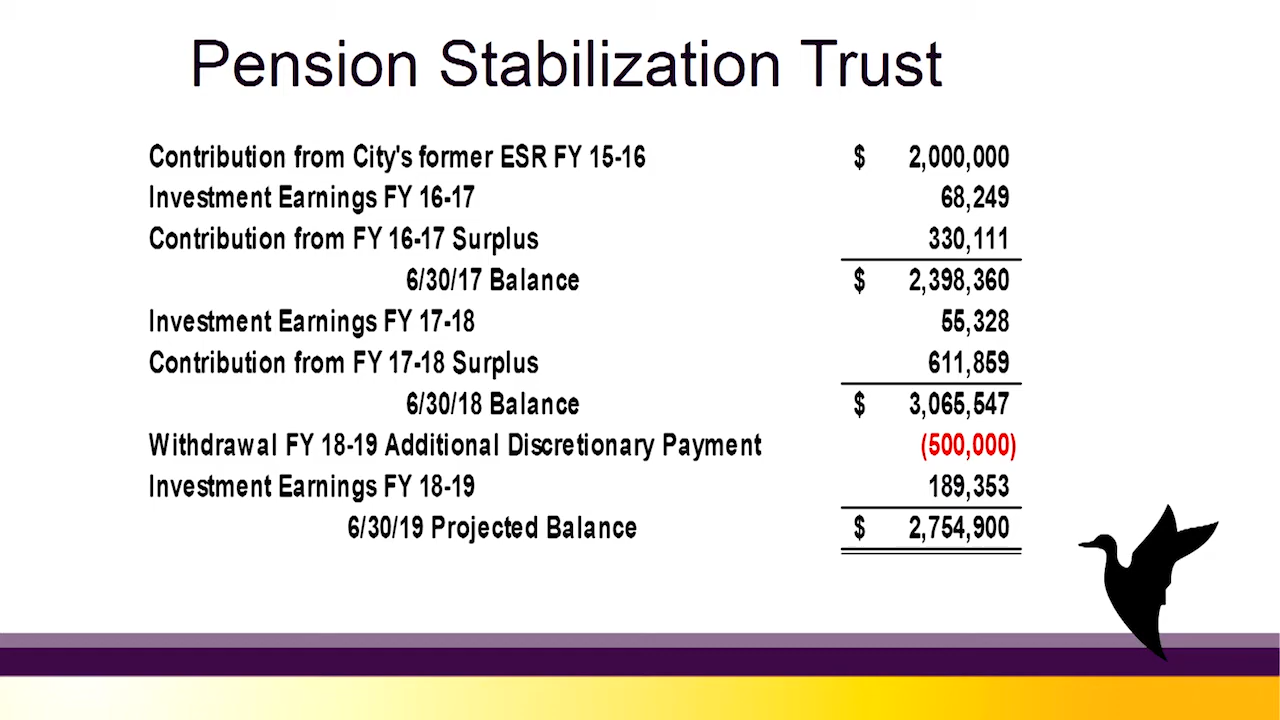 Pension Stabilization Trust
Contribution from City's former ESR FY 15-16 $ 2,000,000
Investment Earnings FY 16-17 68,249
Contribution from FY 16-17 Surplus 330,111
6/30/17 Balance $ 2,398,360
Investment Earnings FY 17-18 55,328
Contribution from FY 17-18 Surplus 611,859
6/30/18 Balance $ 3,065,547
Withdrawal FY 18-19 Additional Discretionary Payment (500,000)
Investment Earnings FY 18-19 189,353
6/30/19 Projected Balance $ 2,754,900